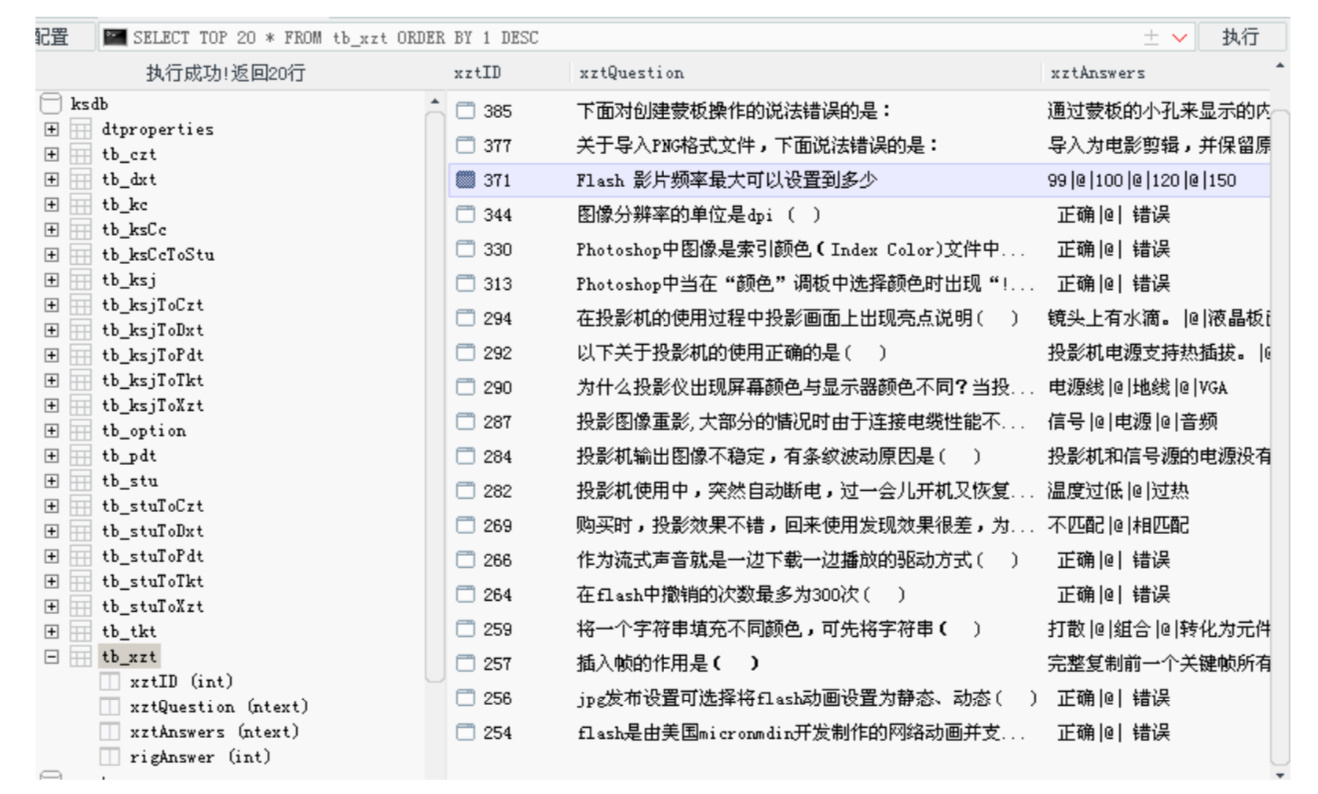 配置 SELECT TOP 20 * FROM tb_xzt ORDER BY 1 DESC 执行
执行成功!返回20行
ksdb
dtproperties
tb_czt
tb_dxt
tb_kc
tb_ksCc
tb_ksCcToStu
tb_ksj
tb_ksjToCzt
tb_ksjToDxt
tb_ksjToPdt
tb_ksjToTkt
tb_ksjToXzt
tb_option
tb_pdt
tb_stu
tb_stuToCzt
tb_stuToDxt
tb_stuToPdt
tb_stuToTkt
tb_stuToXzt
tb_tkt
tb_xzt
xztID (int)
xztQuestion (ntext)
xztAnswers (ntext)
rigAnswer (int)
xztID xztQuestion xztAnswers
385 下面对创建蒙板操作的说法错误的是： 通过蒙板的小孔来显示的内
377 关于导入PNG格式文件，下面说法错误的是： 导入为电影剪辑，并保留原
371 Flash 影片频率最大可以设置到多少 99|@|100|@|120|@|150
344 图像分辨率的单位是dpi ( ) 正确|@| 错误
330 Photoshop中图像是索引颜色(Index Color)文件中... 正确|@| 错误
313 Photoshop中当在“颜色”调板中选择颜色时出现“!... 正确|@| 错误
294 在投影机的使用过程中投影画面上出现亮点说明( ) 镜头上有水滴。|@|液晶板
292 以下关于投影机的使用正确的是( ) 投影机电源支持热插拔。|@
290 为什么投影仪出现屏幕颜色与显示器颜色不同？当投... 电源线|@|地线|@|VGA
287 投影图像重影,大部分的情况时由于连接电缆性能不... 信号|@|电源|@|音频
284 投影机输出图像不稳定，有条纹波动原因是( ) 投影机和信号源的电源没有
282 投影机使用中，突然自动断电，过一会儿开机又恢复... 温度过低|@|过热
269 购买时，投影效果不错，回来使用发现效果很差，为... 不匹配|@|相匹配
266 作为流式声音就是一边下载一边播放的驱动方式( ) 正确|@| 错误
264 在flash中撤销的次数最多为300次( ) 正确|@| 错误
259 将一个字符串填充不同颜色，可先将字符串( ) 打散|@|组合|@|转化为元件
257 插入帧的作用是( ) 完整复制前一个关键帧所有
256 jpg发布设置可选择将flash动画设置为静态、动态( ) 正确|@| 错误
254 flash是由美国micronmdin开发制作的网络动画并支... 正确|@| 错误